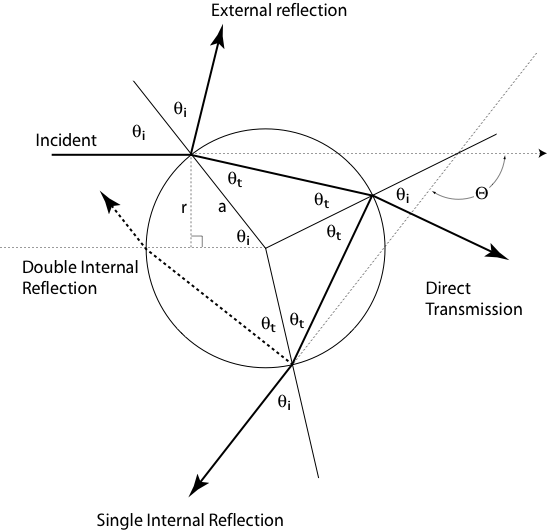 External reflection
θi
θi
Incident
θt
θt
θi
Θ
r
a
θi
θt
Double Internal
Reflection
Direct
Transmission
θt
θt
θi
Single Internal Reflection